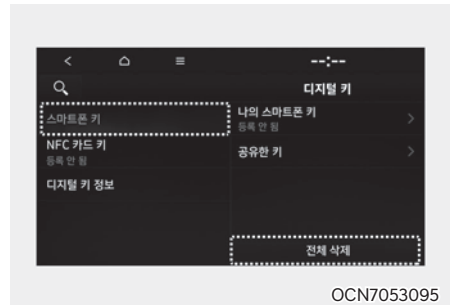 --:--
디지털 키
스마트폰 키
NFC 카드 키
등록 안 됨
디지털 키 정보
나의 스마트폰 키
등록 안 됨
공유한 키
전체 삭제
OCN7053095